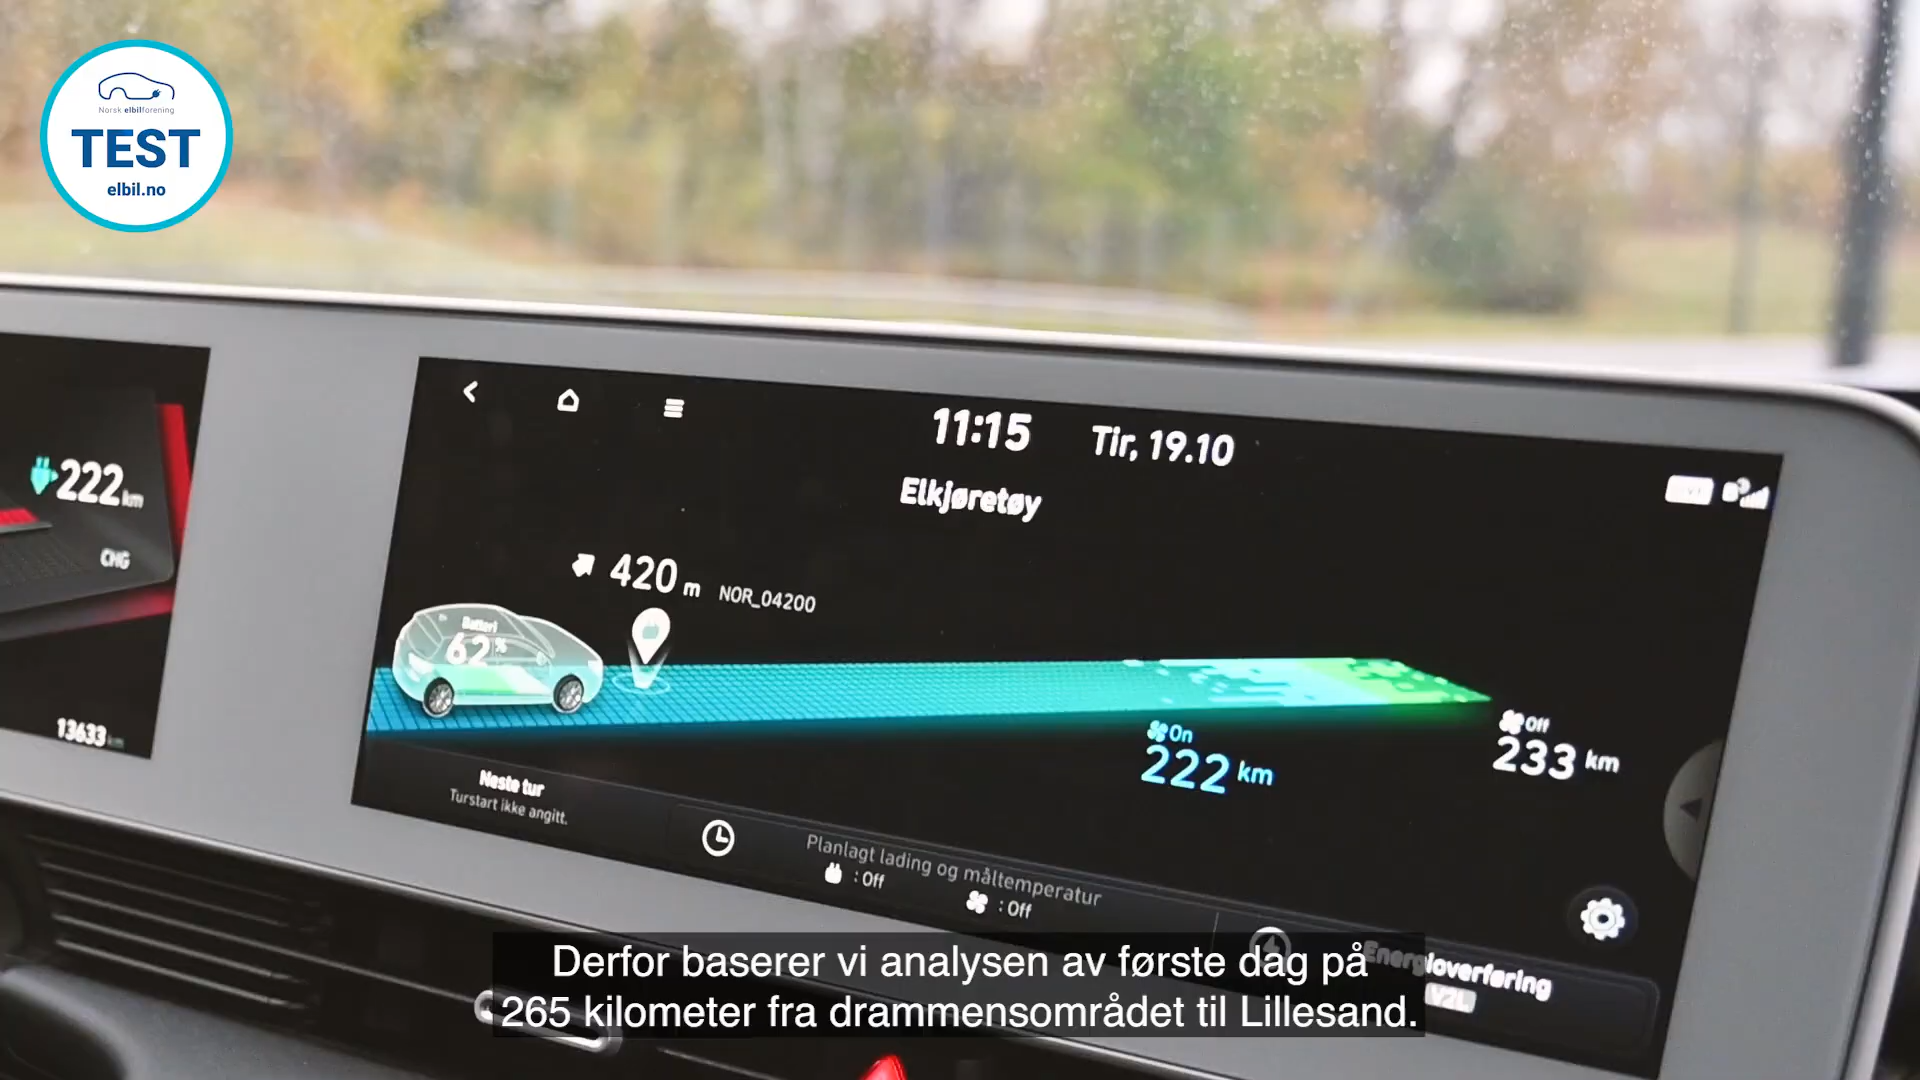 Norsk elbilforening
TEST
elbil.no
222 km
CHG
13633 km
11:15
Tir, 19.10
Elkjøretøy
420 m NOR_04200
Batteri
62 %
On
222 km
Off
233 km
Neste tur
Turstart ikke angitt.
Planlagt lading og måltemperatur
: Off
: Off
Energioverføring
V2L
Derfor baserer vi analysen av første dag på
265 kilometer fra drammensområdet til Lillesand.